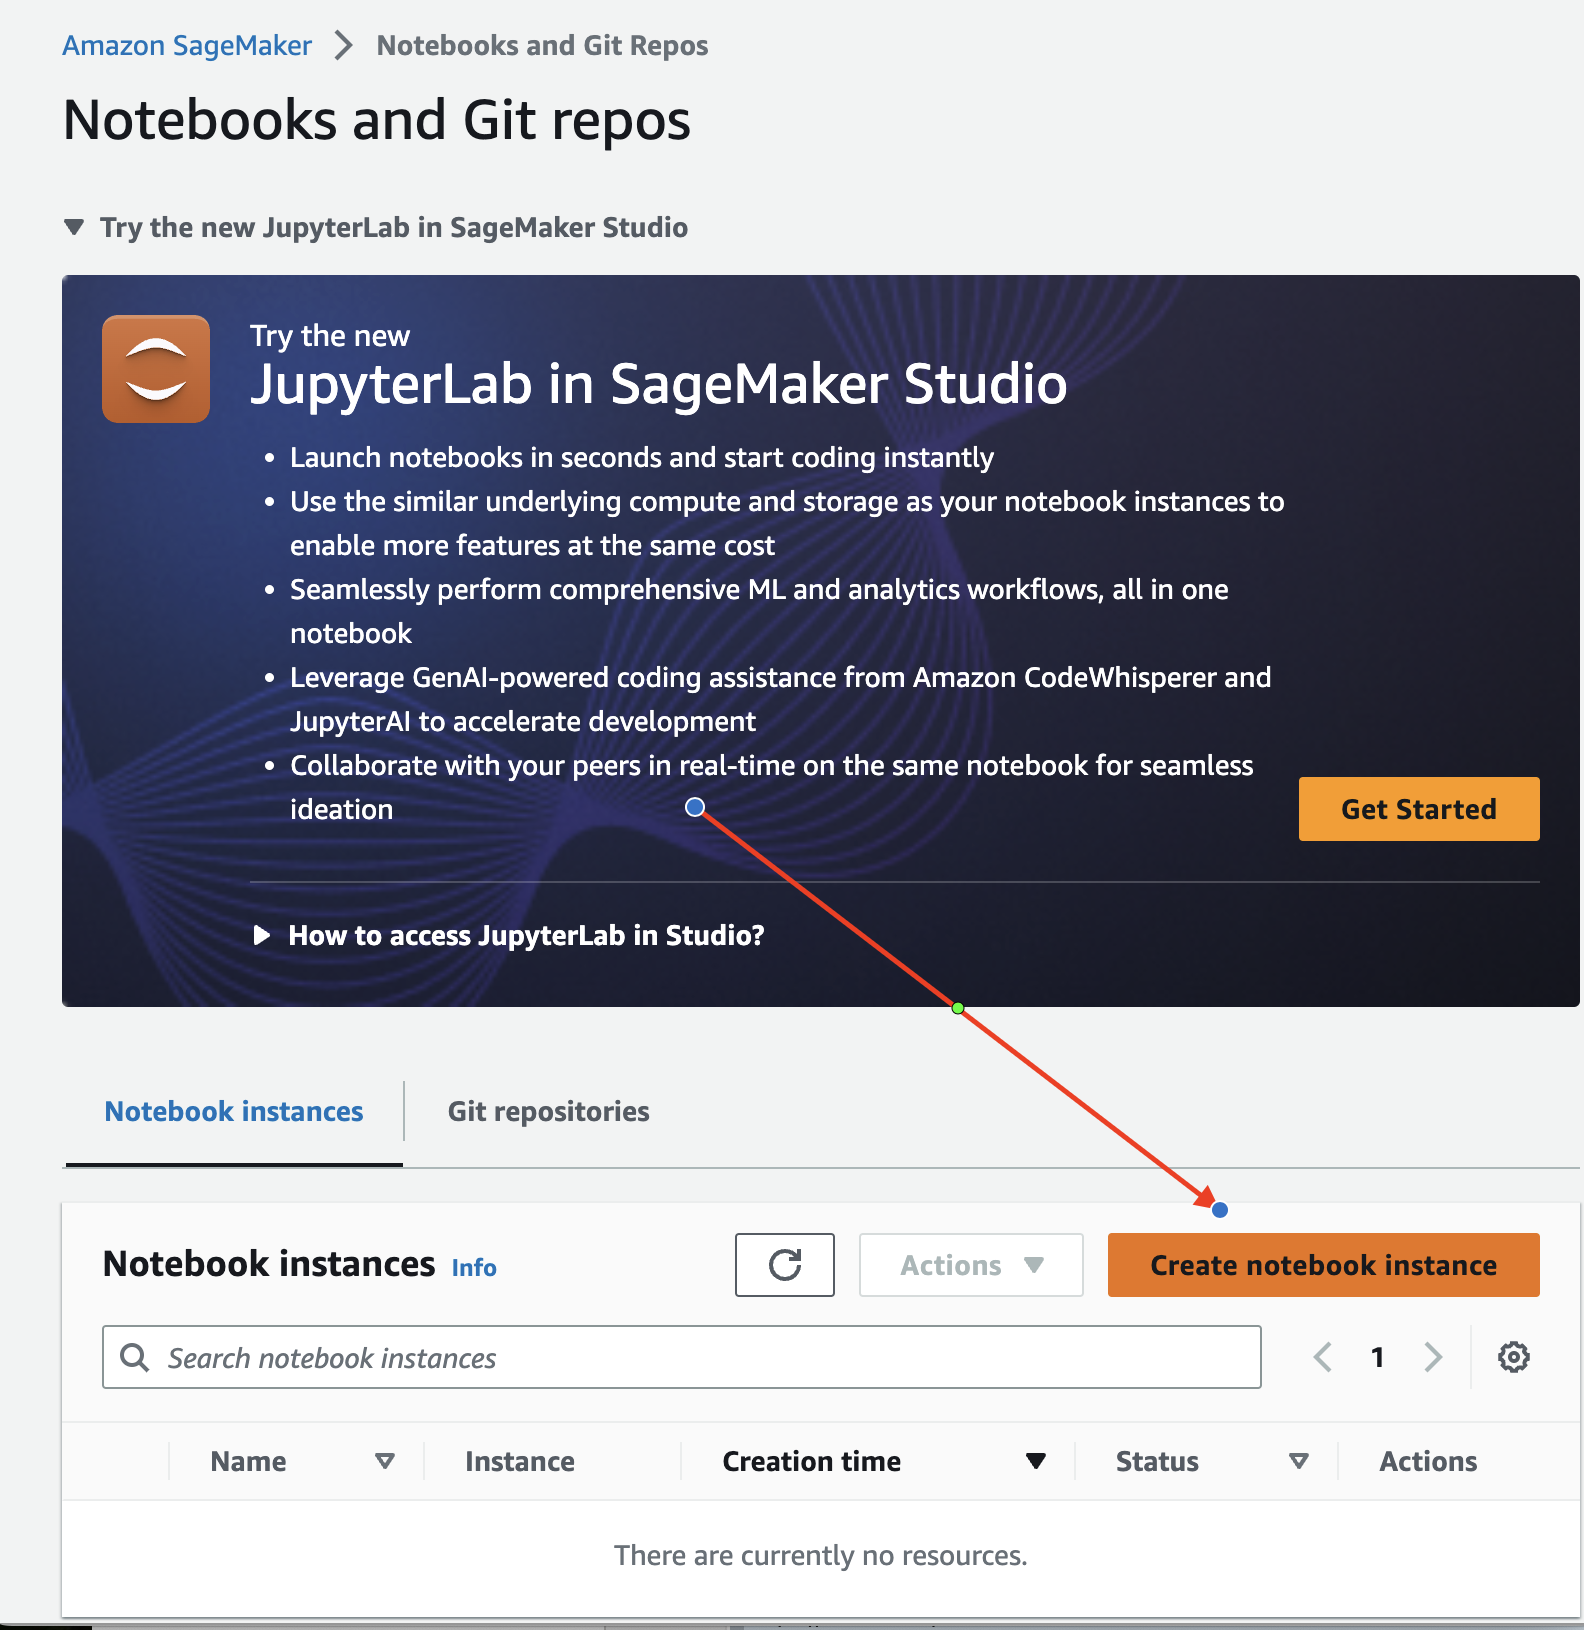 Amazon SageMaker > Notebooks and Git Repos
Notebooks and Git repos
Try the new JupyterLab in SageMaker Studio
Try the new
JupyterLab in SageMaker Studio
• Launch notebooks in seconds and start coding instantly
• Use the similar underlying compute and storage as your notebook instances to
enable more features at the same cost
• Seamlessly perform comprehensive ML and analytics workflows, all in one
notebook
• Leverage GenAI-powered coding assistance from Amazon CodeWhisperer and
JupyterAI to accelerate development
• Collaborate with your peers in real-time on the same notebook for seamless
ideation
Get Started
How to access JupyterLab in Studio?
Notebook instances
Git repositories
Notebook instances Info
Actions
Create notebook instance
Search notebook instances
1
Name Instance Creation time Status Actions
There are currently no resources.